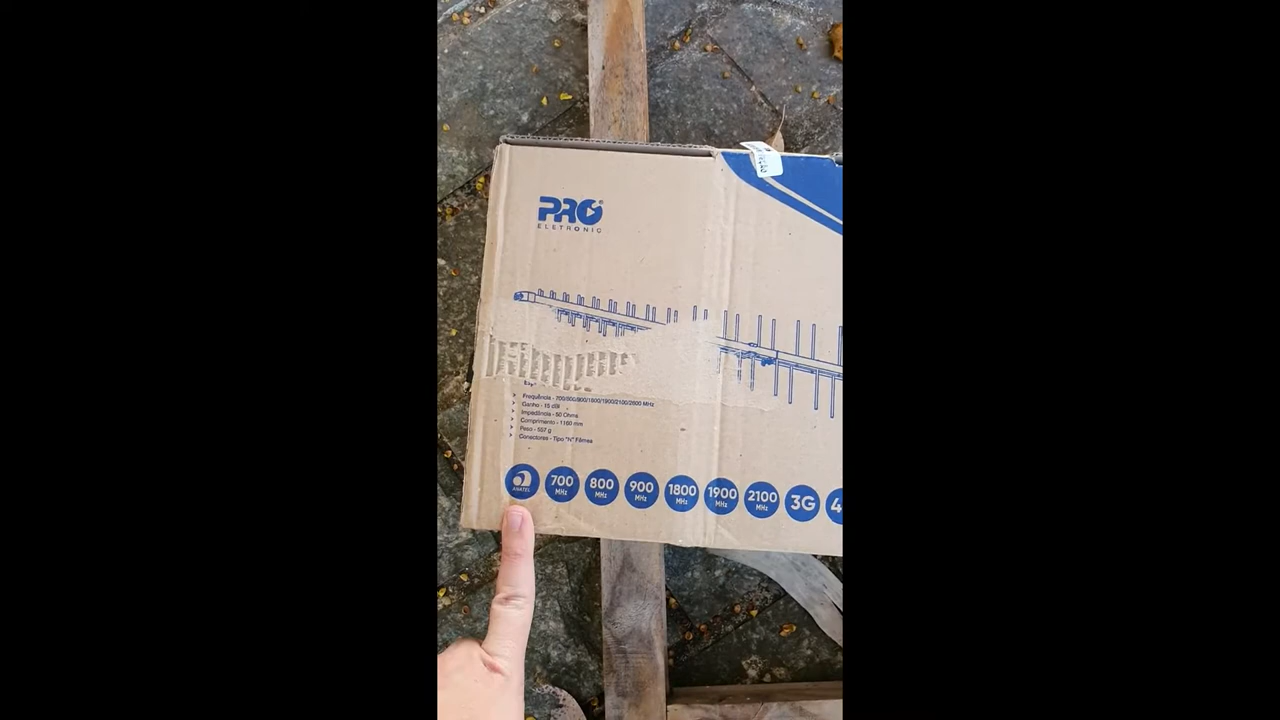 PRO
ELETRONIC
Frequência - 700/800/900/1800/1900/2100/2600 MHz
Ganho - 15 dBi
Impedância - 50 Ohms
Comprimento - 1160 mm
Peso - 557 g
Conectores - Tipo "N" Fêmea
ANATEL
700 MHz
800 MHz
900 MHz
1800 MHz
1900 MHz
2100 MHz
3G
4